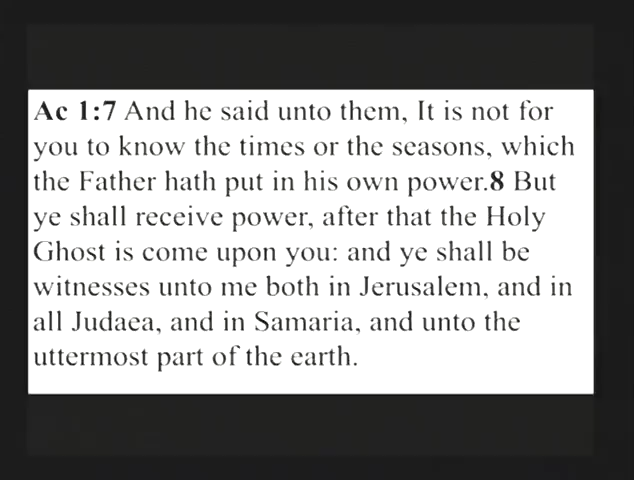 Ac 1:7 And he said unto them, It is not for
you to know the times or the seasons, which
the Father hath put in his own power.8 But
ye shall receive power, after that the Holy
Ghost is come upon you: and ye shall be
witnesses unto me both in Jerusalem, and in
all Judaea, and in Samaria, and unto the
uttermost part of the earth.